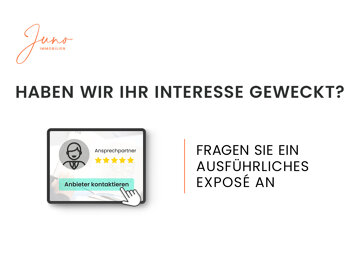 Juno
IMMOBILIEN
HABEN WIR IHR INTERESSE GEWECKT?
Ansprechpartner
Anbieter kontaktieren
FRAGEN SIE EIN
AUSFÜHRLICHES
EXPOSÉ AN